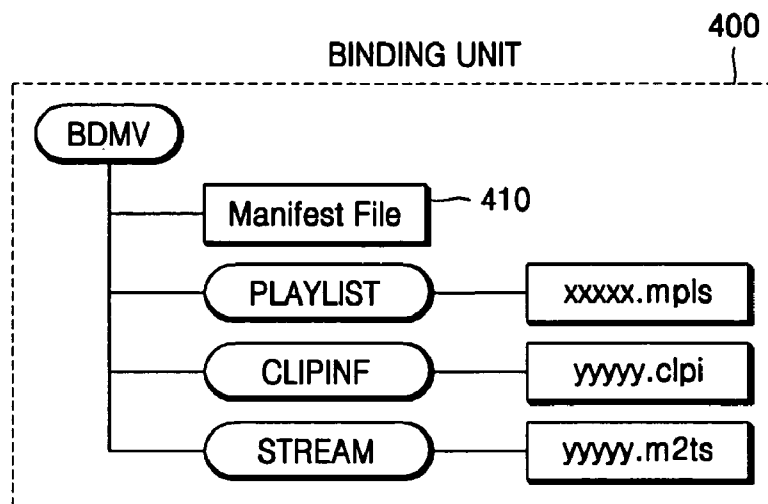 400
BINDING UNIT
BDMV
Manifest File
410
PLAYLIST
xxxxx.mpls
CLIPINF
yyyyy.clpi
STREAM
yyyyy.m2ts